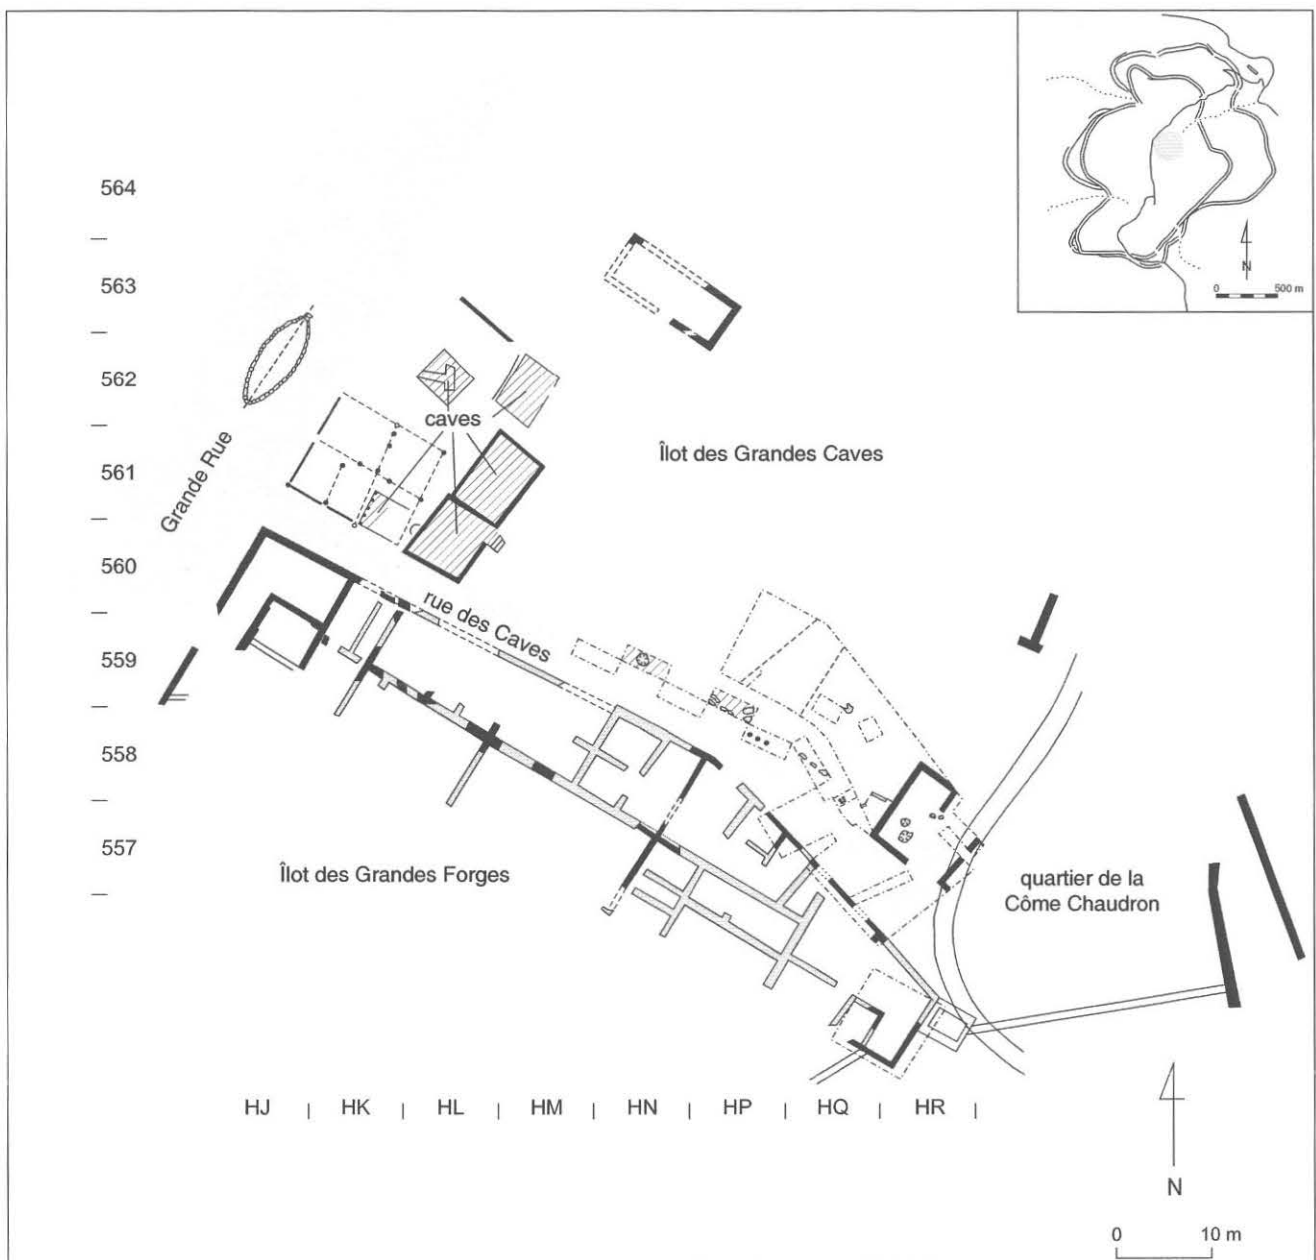 N
0 500 m
564
563
562
561
560
559
558
557
caves
Îlot des Grandes Caves
Grande Rue
rue des Caves
Îlot des Grandes Forges
quartier de la
Côme Chaudron
HJ | HK | HL | HM | HN | HP | HQ | HR |
N
0 10 m